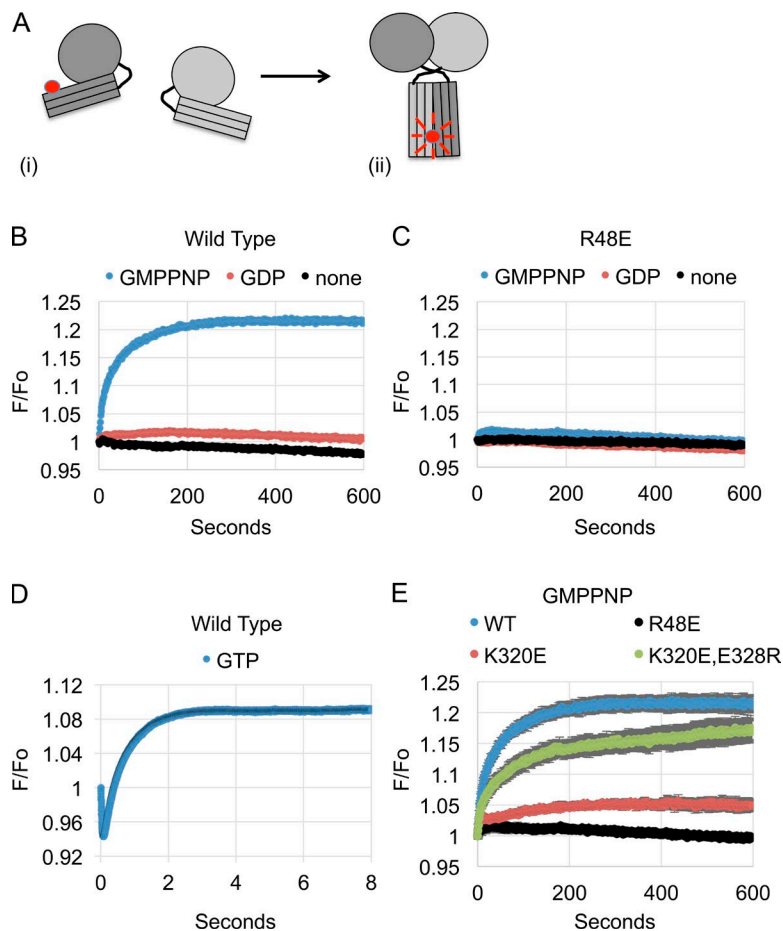 A
(i)
(ii)
B
Wild Type
GMPPNP GDP none
1.25
1.2
1.15
1.1
1.05
1
0.95
F/Fo
0 200 400 600
Seconds
C
R48E
GMPPNP GDP none
1.25
1.2
1.15
1.1
1.05
1
0.95
F/Fo
0 200 400 600
Seconds
D
Wild Type
GTP
1.12
1.08
1.04
1
0.96
0.92
F/Fo
0 2 4 6 8
Seconds
E
GMPPNP
WT R48E
K320E K320E,E328R
1.25
1.2
1.15
1.1
1.05
1
0.95
F/Fo
0 200 400 600
Seconds